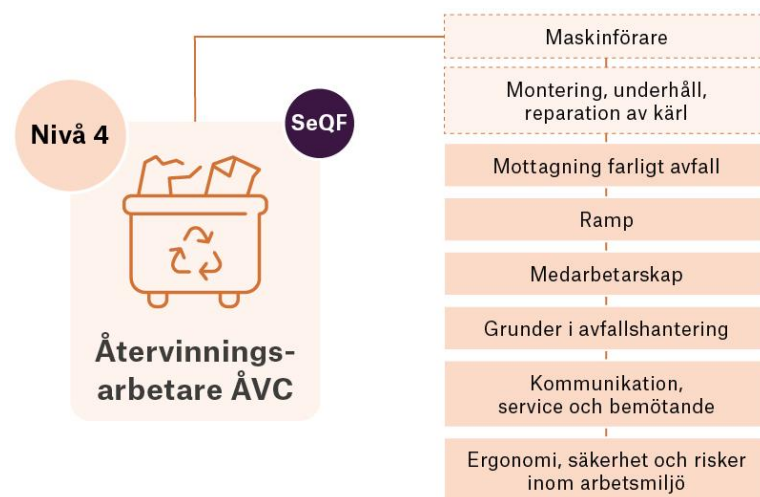 Nivå 4
SeQF
Återvinnings-
arbetare ÅVC
Maskinförare
Montering, underhåll,
reparation av kärl
Mottagning farligt avfall
Ramp
Medarbetarskap
Grunder i avfallshantering
Kommunikation,
service och bemötande
Ergonomi, säkerhet och risker
inom arbetsmiljö